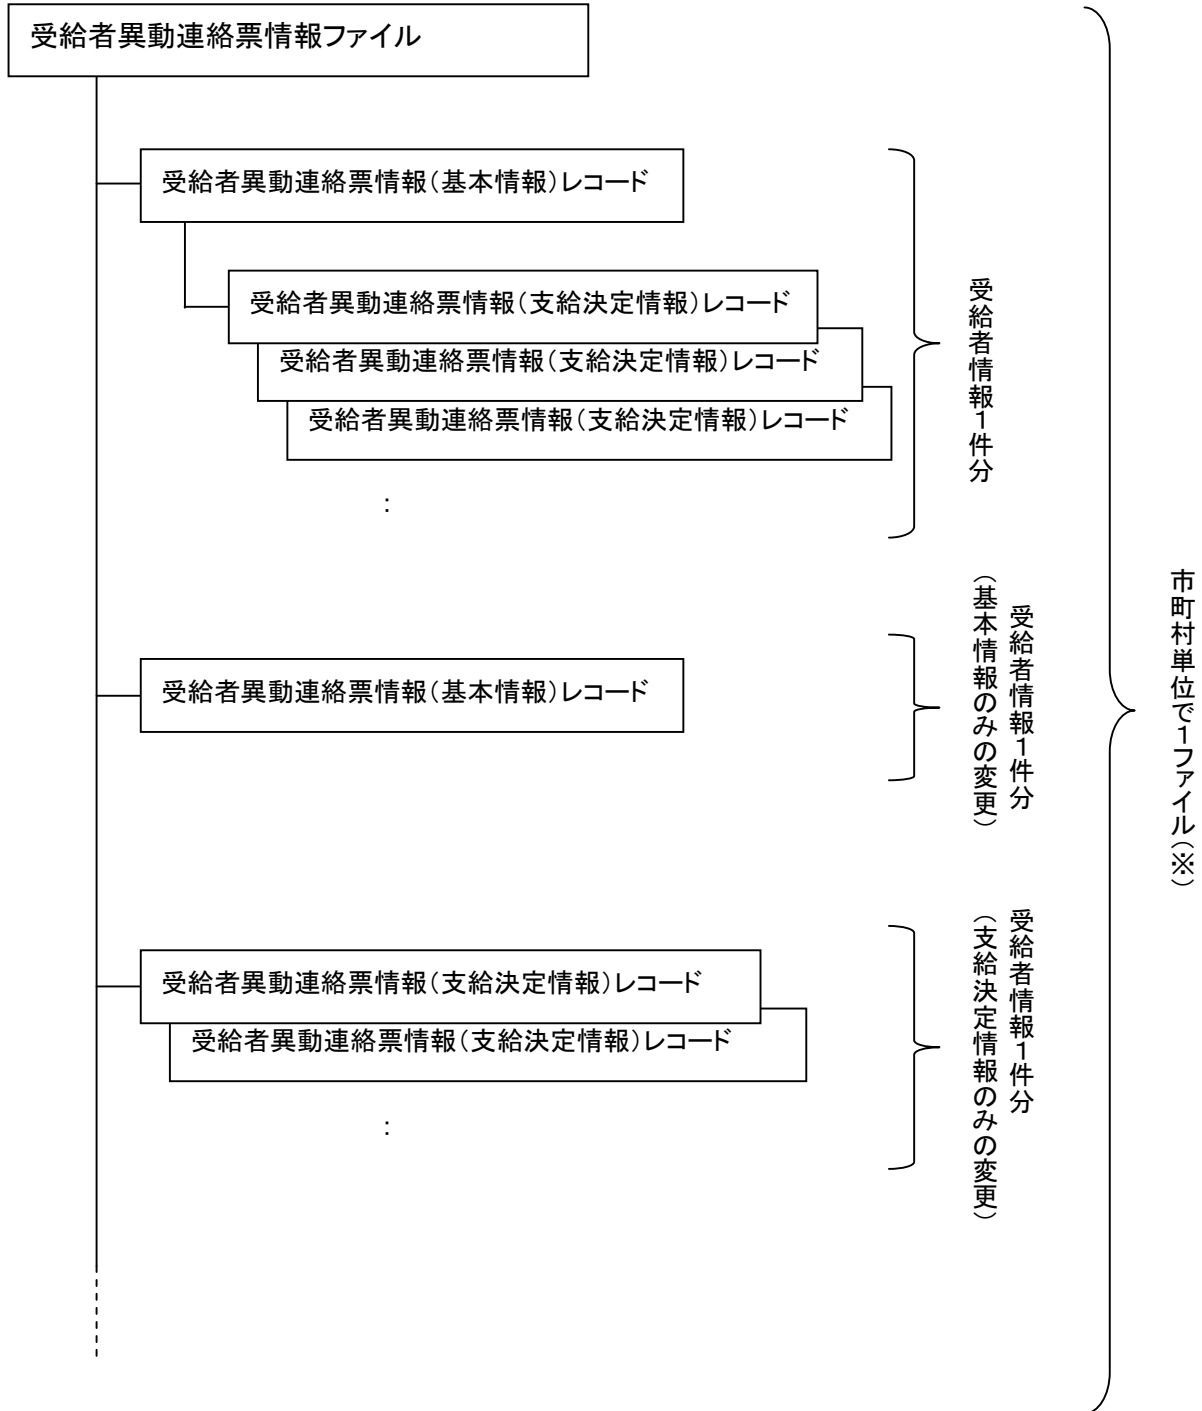 受給者異動連絡票情報ファイル
受給者異動連絡票情報(基本情報)レコード
受給者異動連絡票情報(支給決定情報)レコード
受給者異動連絡票情報(支給決定情報)レコード
受給者異動連絡票情報(支給決定情報)レコード
:
受給者情報1件分
受給者異動連絡票情報(基本情報)レコード
受給者情報1件分
(基本情報のみの変更)
受給者異動連絡票情報(支給決定情報)レコード
受給者異動連絡票情報(支給決定情報)レコード
:
受給者情報1件分
(支給決定情報のみの変更)
市町村単位で1ファイル(※)